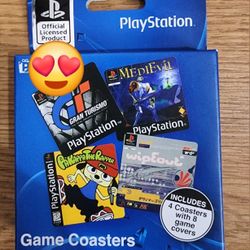 PlayStation
Official
Licensed
Product
MEDIEVIL
GRAN TURISMO
PlayStation
PlayStation
PARAPPA THE RAPPER
wipEout
INCLUDES
4 Coasters
with 8
game
covers
Game Coasters